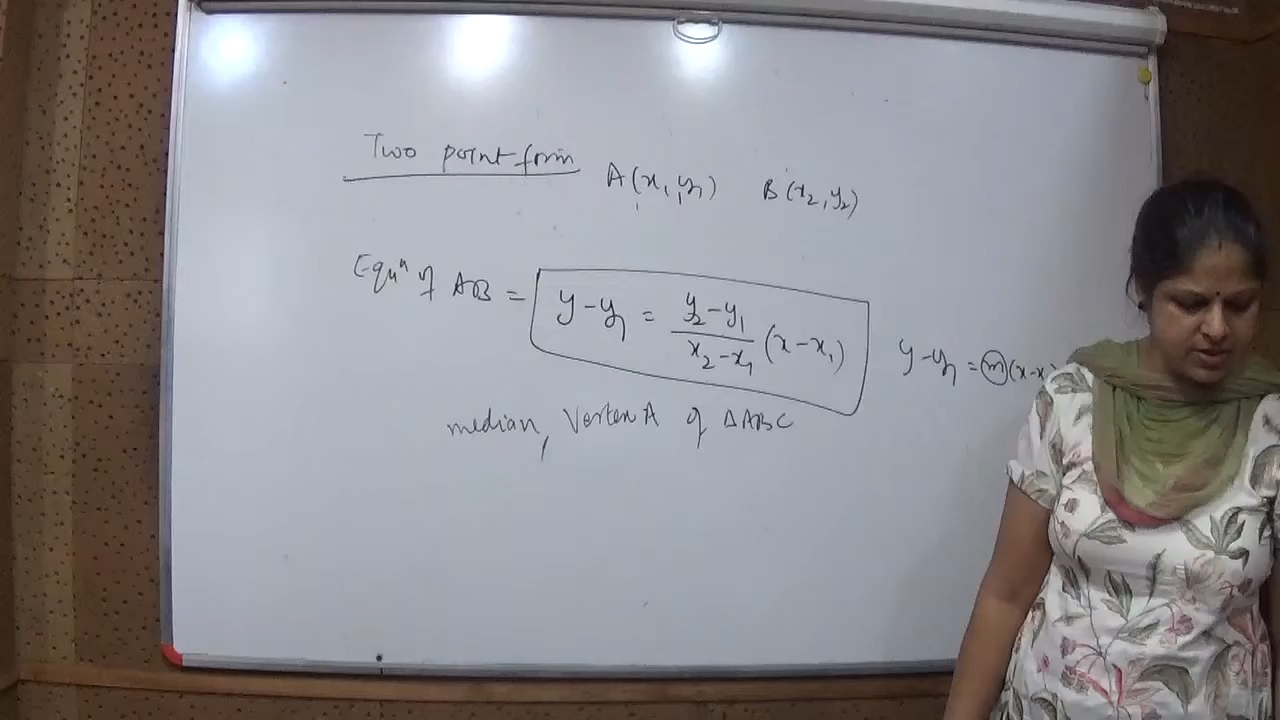 Two point form A(x₁, y₁) B(x₂, y₂)
Equⁿ of AB = y - y₁ = (y₂ - y₁)/(x₂ - x₁) (x - x₁)
y - y₁ = m(x - x
median, Vertex A of ΔABC